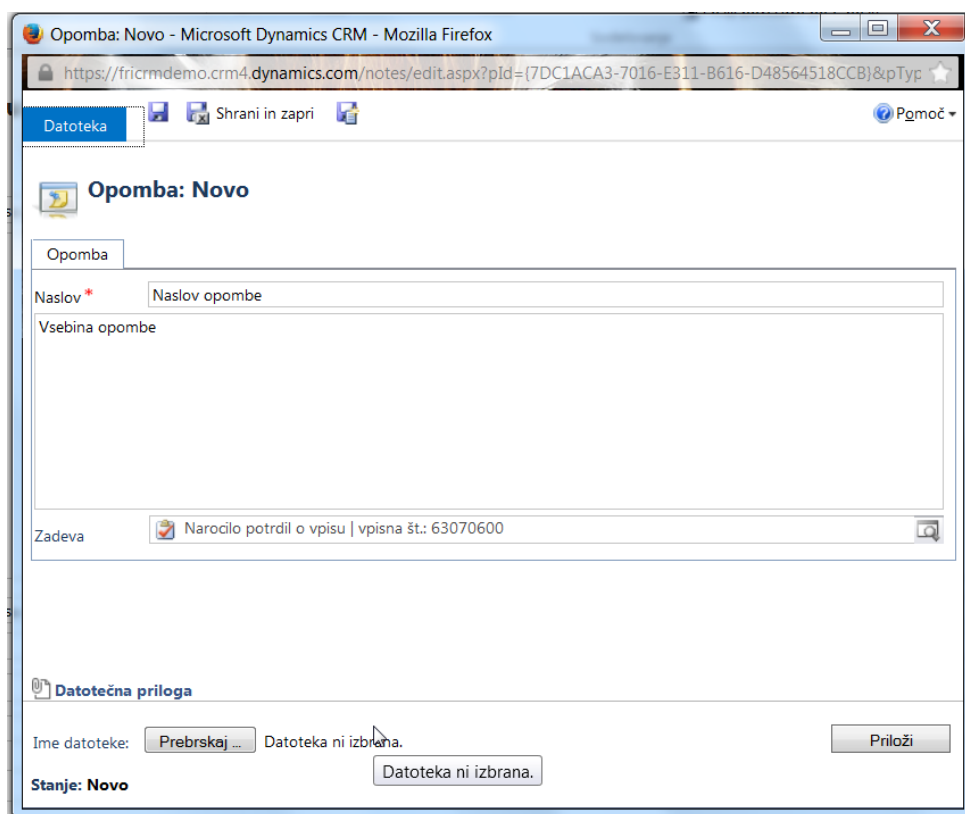 Opomba: Novo - Microsoft Dynamics CRM - Mozilla Firefox
https://fricrmdemo.crm4.dynamics.com/notes/edit.aspx?pId={7DC1ACA3-7016-E311-B616-D48564518CCB}&pTyp
Datoteka Shrani in zapri Pomoč
Opomba: Novo
Opomba
Naslov * Naslov opombe
Vsebina opombe
Zadeva Narocilo potrdil o vpisu | vpisna št.: 63070600
Datotečna priloga
Ime datoteke: Prebrskaj ... Datoteka ni izbrana. Priloži
Datoteka ni izbrana.
Stanje: Novo